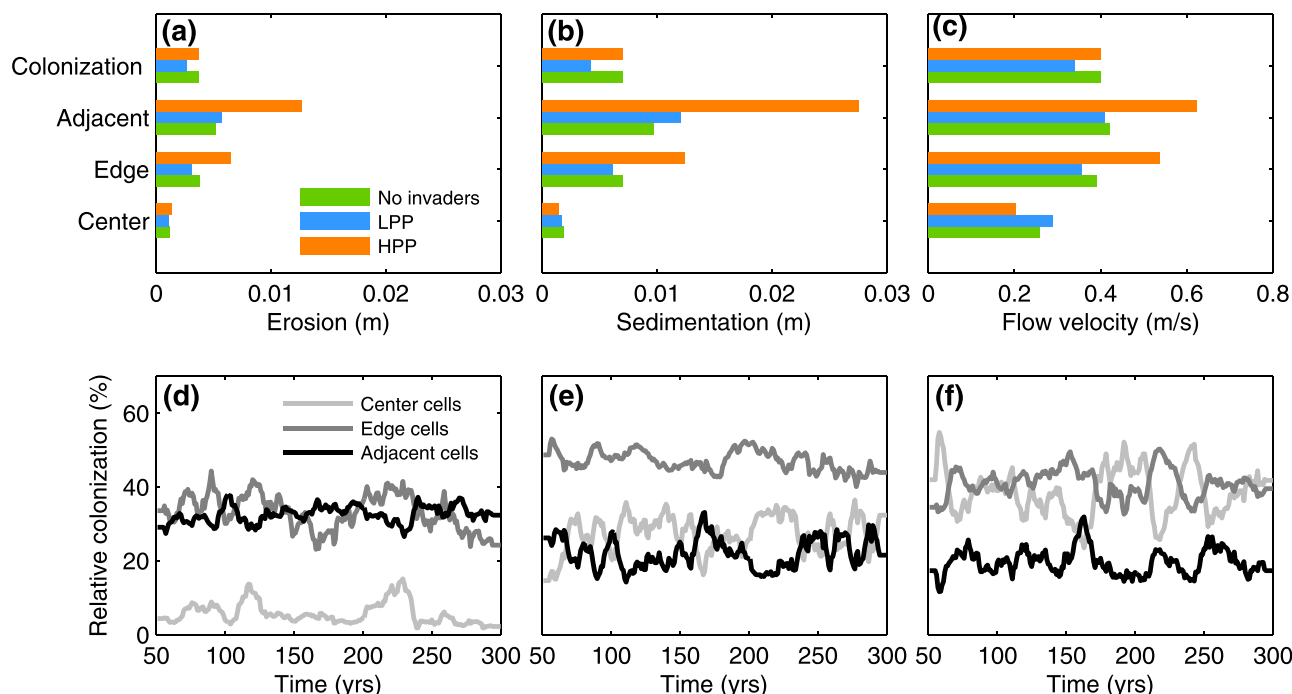 (a)
(b)
(c)
Colonization
Adjacent
Edge
Center
No invaders
LPP
HPP
0 0.01 0.02 0.03
0 0.01 0.02 0.03
0 0.2 0.4 0.6 0.8
Erosion (m)
Sedimentation (m)
Flow velocity (m/s)
Relative colonization (%)
60
40
20
0
(d)
Center cells
Edge cells
Adjacent cells
(e)
(f)
50 100 150 200 250 300
50 100 150 200 250 300
50 100 150 200 250 300
Time (yrs)
Time (yrs)
Time (yrs)